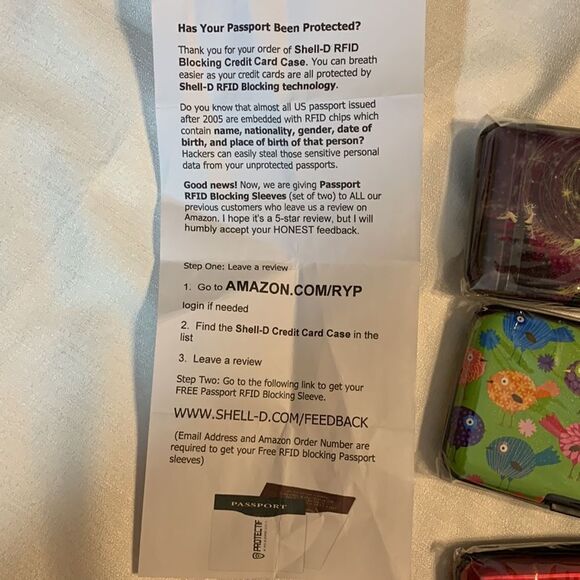 Has Your Passport Been Protected?
Thank you for your order of Shell-D RFID
Blocking Credit Card Case. You can breath
easier as your credit cards are all protected by
Shell-D RFID Blocking technology.
Do you know that almost all US passport issued
after 2005 are embedded with RFID chips which
contain name, nationality, gender, date of
birth, and place of birth of that person?
Hackers can easily steal those sensitive personal
data from your unprotected passports.
Good news! Now, we are giving Passport
RFID Blocking Sleeves (set of two) to ALL our
previous customers who leave us a review on
Amazon. I hope it's a 5-star review, but I will
humbly accept your HONEST feedback.
Step One: Leave a review
1. Go to AMAZON.COM/RYP
login if needed
2. Find the Shell-D Credit Card Case in the
list
3. Leave a review
Step Two: Go to the following link to get your
FREE Passport RFID Blocking Sleeve.
WWW.SHELL-D.COM/FEEDBACK
(Email Address and Amazon Order Number are
required to get your Free RFID blocking Passport
sleeves)
PASSPORT
PROTECTIF